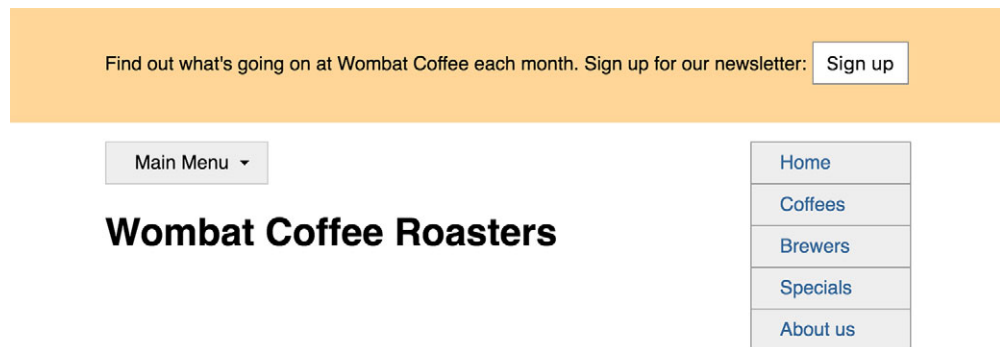 Find out what's going on at Wombat Coffee each month. Sign up for our newsletter: Sign up
Main Menu
Wombat Coffee Roasters
Home
Coffees
Brewers
Specials
About us